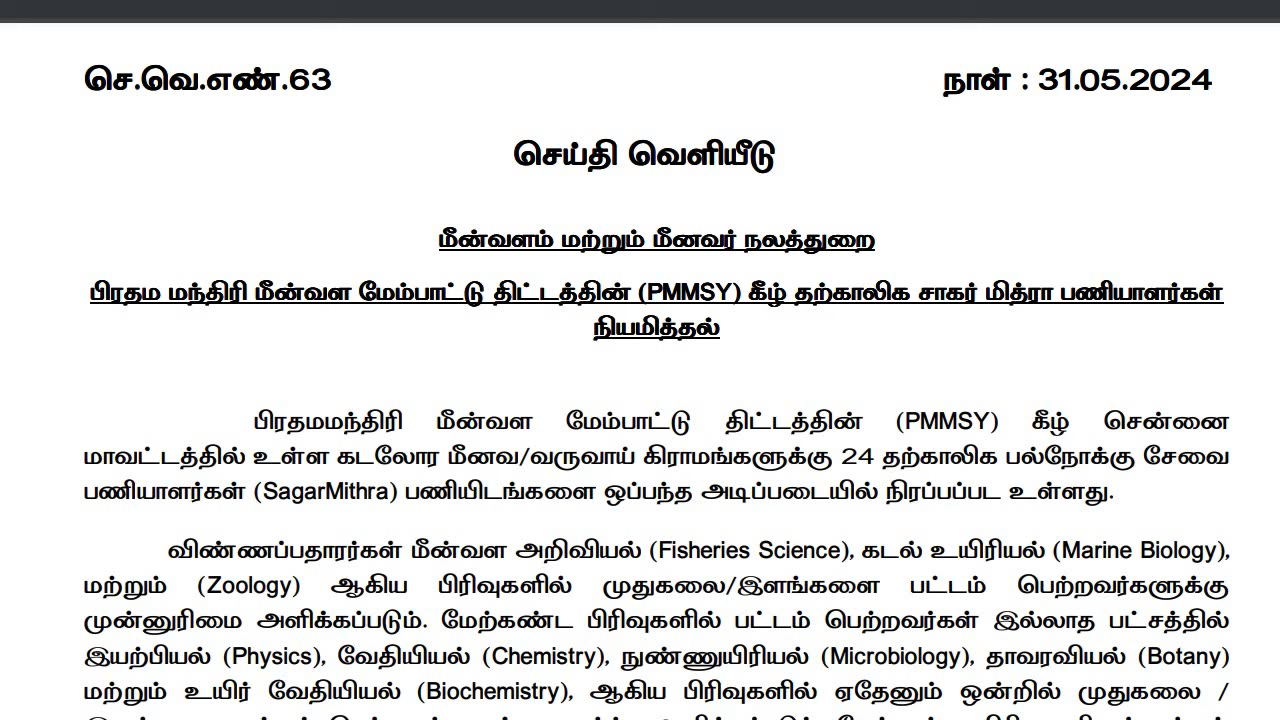 செ.வெ.எண்.63 நாள் : 31.05.2024
செய்தி வெளியீடு
மீன்வளம் மற்றும் மீனவர் நலத்துறை
பிரதம மந்திரி மீன்வள மேம்பாட்டு திட்டத்தின் (PMMSY) கீழ் தற்காலிக சாகர் மித்ரா பணியாளர்கள்
நியமித்தல்
பிரதமமந்திரி மீன்வள மேம்பாட்டு திட்டத்தின் (PMMSY) கீழ் சென்னை
மாவட்டத்தில் உள்ள கடலோர மீனவ/வருவாய் கிராமங்களுக்கு 24 தற்காலிக பல்நோக்கு சேவை
பணியாளர்கள் (SagarMithra) பணியிடங்களை ஒப்பந்த அடிப்படையில் நிரப்பப்பட உள்ளது.
விண்ணப்பதாரர்கள் மீன்வள அறிவியல் (Fisheries Science), கடல் உயிரியல் (Marine Biology),
மற்றும் (Zoology) ஆகிய பிரிவுகளில் முதுகலை/இளங்களை பட்டம் பெற்றவர்களுக்கு
முன்னுரிமை அளிக்கப்படும். மேற்கண்ட பிரிவுகளில் பட்டம் பெற்றவர்கள் இல்லாத பட்சத்தில்
இயற்பியல் (Physics), வேதியியல் (Chemistry), நுண்ணுயிரியல் (Microbiology), தாவரவியல் (Botany)
மற்றும் உயிர் வேதியியல் (Biochemistry), ஆகிய பிரிவுகளில் ஏதேனும் ஒன்றில் முதுகலை /